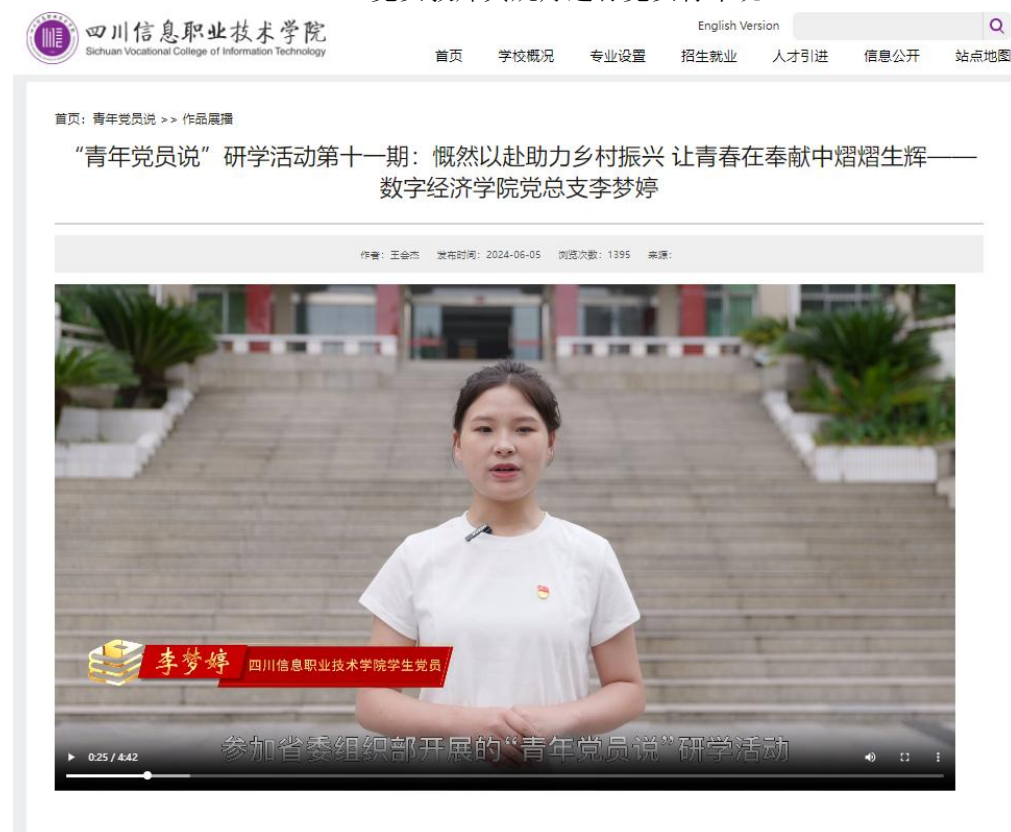 四川信息职业技术学院
Sichuan Vocational College of Information Technology
English Version
首页 学校概况 专业设置 招生就业 人才引进 信息公开 站点地图
首页：青年党员说 >> 作品展播
“青年党员说”研学活动第十一期：慨然以赴助力乡村振兴 让青春在奉献中熠熠生辉——
数字经济学院党总支李梦婷
作者：王会杰 发布时间：2024-06-05 浏览次数：1395 来源：
李梦婷 四川信息职业技术学院学生党员
参加省委组织部开展的“青年党员说”研学活动
0:25 / 4:42